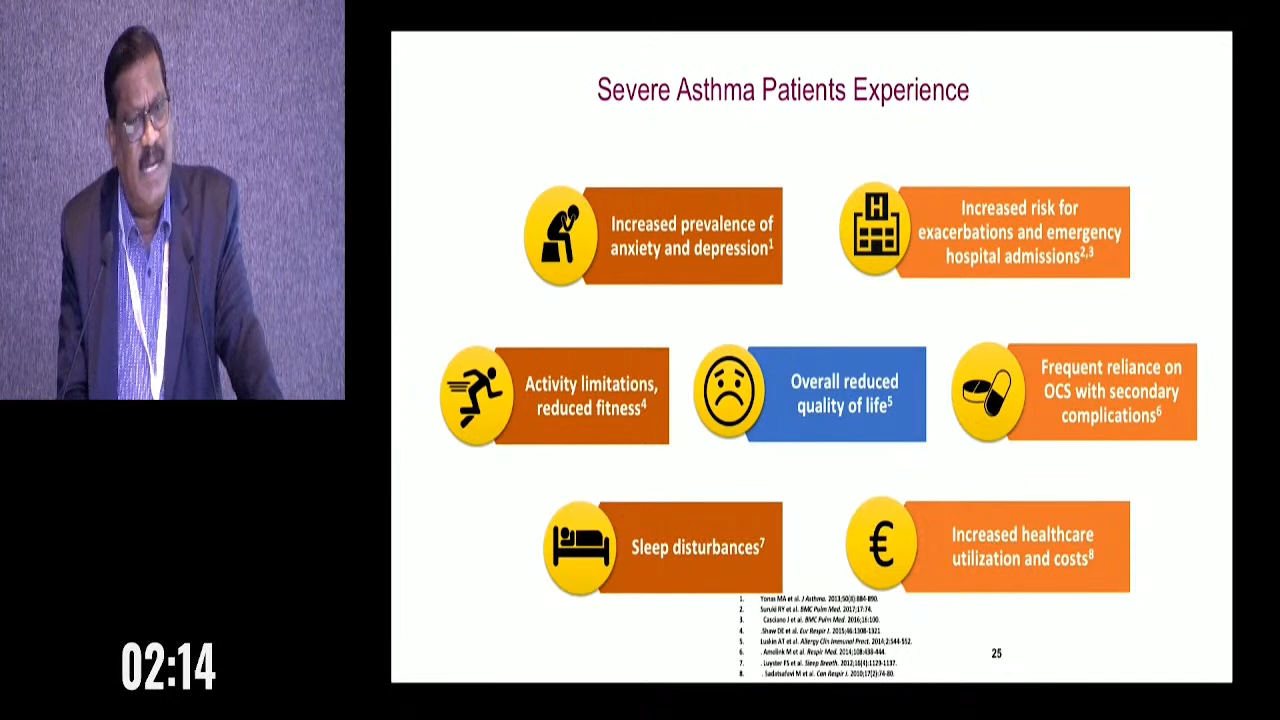 Severe Asthma Patients Experience
Increased prevalence of
anxiety and depression1
H
Increased risk for
exacerbations and emergency
hospital admissions2,3
Activity limitations,
reduced fitness4
Overall reduced
quality of life5
Frequent reliance on
OCS with secondary
complications6
Sleep disturbances7
€
Increased healthcare
utilization and costs8
1. Yonas MA et al. J Asthma. 2013;50(8):884-890.
2. Suruki RY et al. BMC Pulm Med. 2017;17:74.
3. Casciano J et al. BMC Pulm Med. 2016;16:100.
4. .Shaw DE et al. Eur Respir J. 2015;46:1308-1321
5. Luskin AT et al. Allergy Clin Immunol Pract. 2014;2:544-552.
6. . Amelink M et al. Respir Med. 2014;108:438-444.
7. . Luyster FS et al. Sleep Breath. 2012;16(4):1129-1137.
8. . Sadatsafavi M et al. Can Respir J. 2010;17(2):74-80.
25
02:14